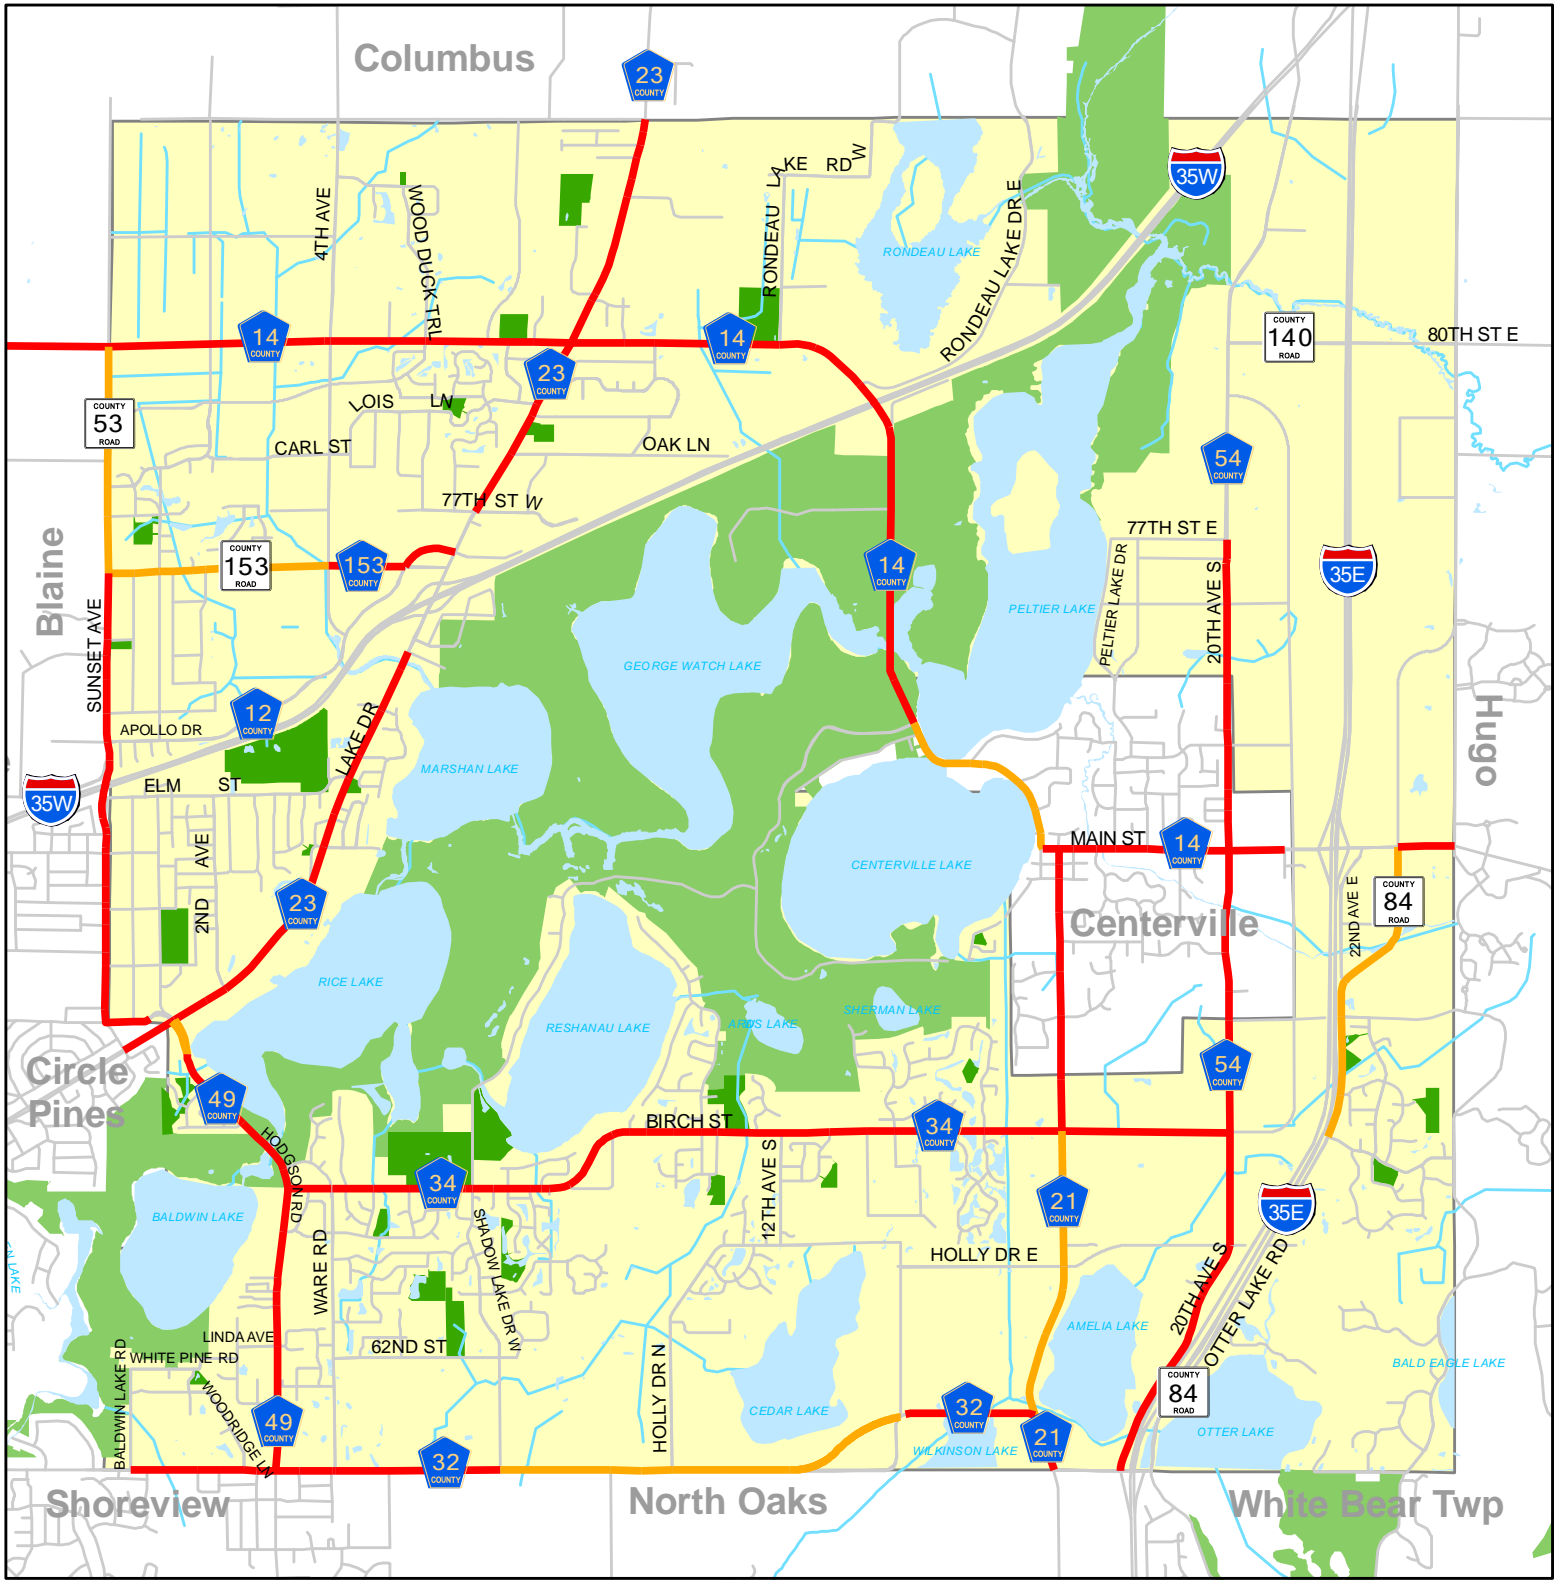 Columbus
23
COUNTY
35W
RONDEAU LAKE RD W
4TH AVE
WOOD DUCK TRL
RONDEAU LAKE DR E
RONDEAU LAKE
14
COUNTY
14
COUNTY
COUNTY
140
ROAD
80TH ST E
23
COUNTY
COUNTY
53
ROAD
LOIS LN
CARL ST
OAK LN
54
COUNTY
77TH ST W
77TH ST E
Blaine
COUNTY
153
ROAD
153
COUNTY
14
COUNTY
35E
PELTIER LAKE DR
20TH AVE S
PELTIER LAKE
SUNSET AVE
GEORGE WATCH LAKE
12
COUNTY
APOLLO DR
LAKE DR
Hugo
MARSHAN LAKE
ELM ST
35W
2ND AVE
MAIN ST
14
COUNTY
CENTERVILLE LAKE
23
COUNTY
COUNTY
84
ROAD
22ND AVE E
Centerville
RICE LAKE
SHERMAN LAKE
RESHANAU LAKE
LAKE
Circle
Pines
54
COUNTY
49
COUNTY
BIRCH ST
34
COUNTY
HODGSON RD
34
COUNTY
12TH AVE S
21
COUNTY
35E
BALDWIN LAKE
SHADOW LAKE DR W
WARE RD
HOLLY DR E
20TH AVE S
OTTER LAKE RD
EN LAKE
LINDA AVE
WHITE PINE RD
62ND ST
AMELIA LAKE
BALD EAGLE LAKE
BALDWIN LAKE RD
WOODRIDGE LN
HOLLY DR N
COUNTY
84
ROAD
CEDAR LAKE
32
COUNTY
49
COUNTY
21
COUNTY
OTTER LAKE
WILKINSON LAKE
32
COUNTY
Shoreview
North Oaks
White Bear Twp